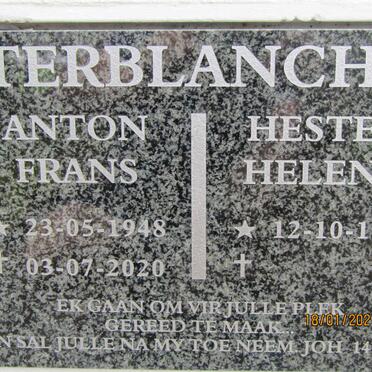 TERBLANCH
ANTON
FRANS
23-05-1948
03-07-2020
HESTE
HELEN
12-10-1
EK GAAN OM VIR JULLE PLEK
GEREED TE MAAK...
N SAL JULLE NA MY TOE NEEM. JOH. 14
18/01/202